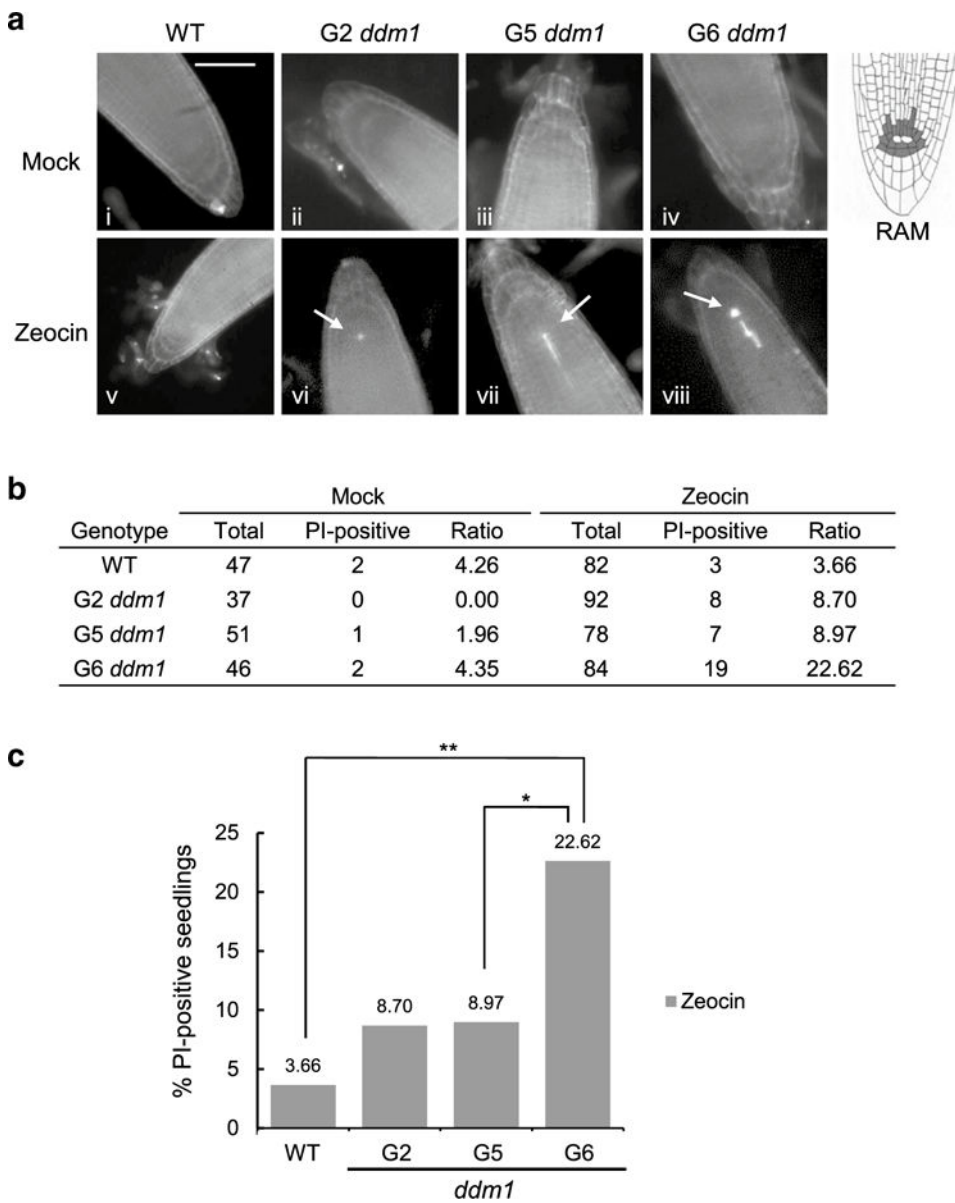 a
WT G2 ddm1 G5 ddm1 G6 ddm1
Mock
i ii iii iv
RAM
Zeocin
v vi vii viii
b
Mock Zeocin
Genotype Total PI-positive Ratio Total PI-positive Ratio
WT 47 2 4.26 82 3 3.66
G2 ddm1 37 0 0.00 92 8 8.70
G5 ddm1 51 1 1.96 78 7 8.97
G6 ddm1 46 2 4.35 84 19 22.62
c
**
*
% PI-positive seedlings
25
20
15
10
5
0
3.66
8.70
8.97
22.62
Zeocin
WT G2 G5 G6
ddm1